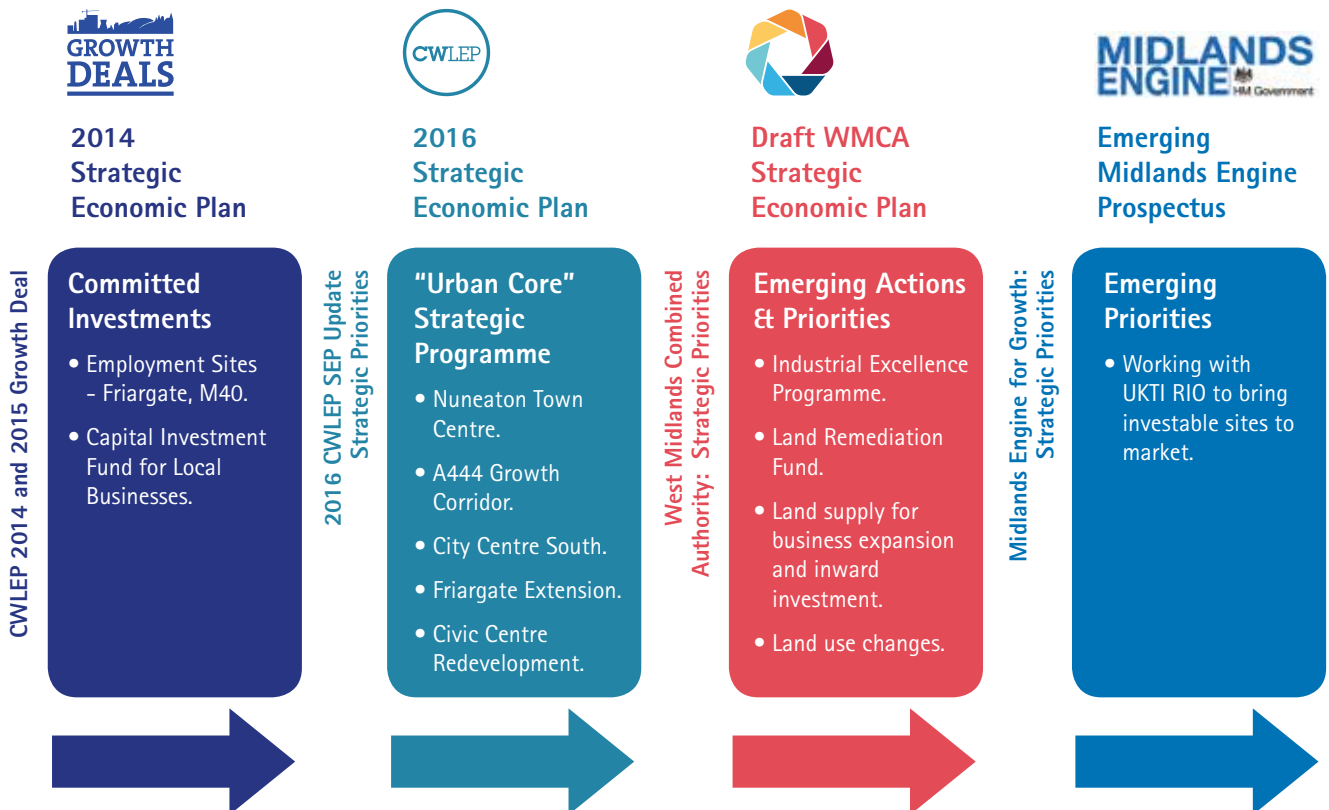 GROWTH
DEALS
2014
Strategic
Economic Plan
CWLEP 2014 and 2015 Growth Deal
Committed
Investments
• Employment Sites
- Friargate, M40.
• Capital Investment
Fund for Local
Businesses.
CWLEP
2016
Strategic
Economic Plan
2016 CWLEP SEP Update
Strategic Priorities
“Urban Core”
Strategic
Programme
• Nuneaton Town
Centre.
• A444 Growth
Corridor.
• City Centre South.
• Friargate Extension.
• Civic Centre
Redevelopment.
Draft WMCA
Strategic
Economic Plan
West Midlands Combined
Authority: Strategic Priorities
Emerging Actions
& Priorities
• Industrial Excellence
Programme.
• Land Remediation
Fund.
• Land supply for
business expansion
and inward
investment.
• Land use changes.
MIDLANDS
ENGINE HM Government
Emerging
Midlands Engine
Prospectus
Midlands Engine for Growth:
Strategic Priorities
Emerging
Priorities
• Working with
UKTI RIO to bring
investable sites to
market.